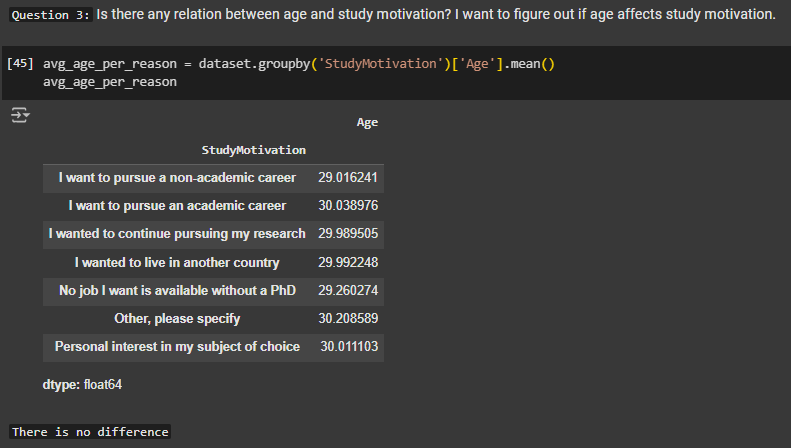 Question 3: Is there any relation between age and study motivation? I want to figure out if age affects study motivation.
[45] avg_age_per_reason = dataset.groupby('StudyMotivation')['Age'].mean()
avg_age_per_reason
Age
StudyMotivation
I want to pursue a non-academic career 29.016241
I want to pursue an academic career 30.038976
I wanted to continue pursuing my research 29.989505
I wanted to live in another country 29.992248
No job I want is available without a PhD 29.260274
Other, please specify 30.208589
Personal interest in my subject of choice 30.011103
dtype: float64
There is no difference